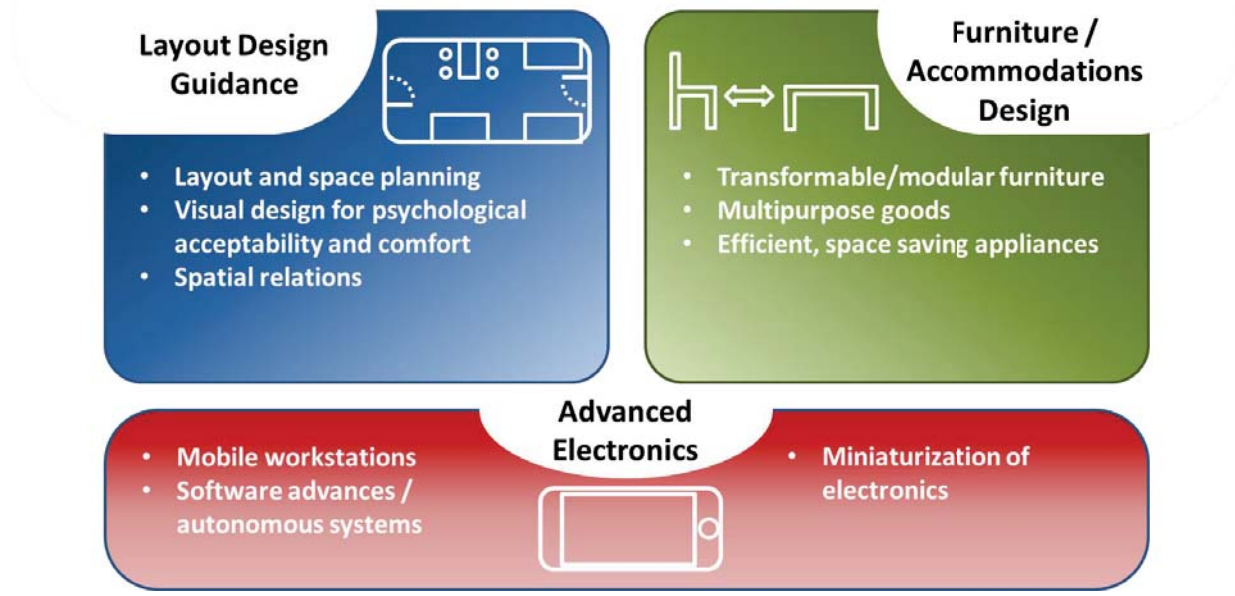 Layout Design
Guidance
• Layout and space planning
• Visual design for psychological
acceptability and comfort
• Spatial relations
Furniture /
Accommodations
Design
• Transformable/modular furniture
• Multipurpose goods
• Efficient, space saving appliances
Advanced
Electronics
• Mobile workstations
• Software advances /
autonomous systems
• Miniaturization of
electronics